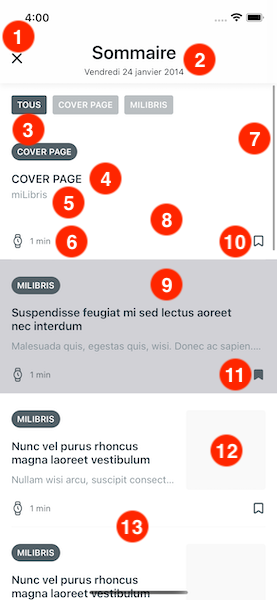 4:00
1
Sommaire
Vendredi 24 janvier 2014
2
TOUS COVER PAGE MILIBRIS
3
7
COVER PAGE
COVER PAGE
4
miLibris
5
8
1 min
6
10
MILIBRIS
9
Suspendisse feugiat mi sed lectus aoreet
nec interdum
Malesuada quis, egestas quis, wisi. Donec ac sapien....
1 min
11
MILIBRIS
Nunc vel purus rhoncus
magna laoreet vestibulum
Nullam wisi arcu, suscipit consect...
12
1 min
13
MILIBRIS
Nunc vel purus rhoncus
magna laoreet vestibulum